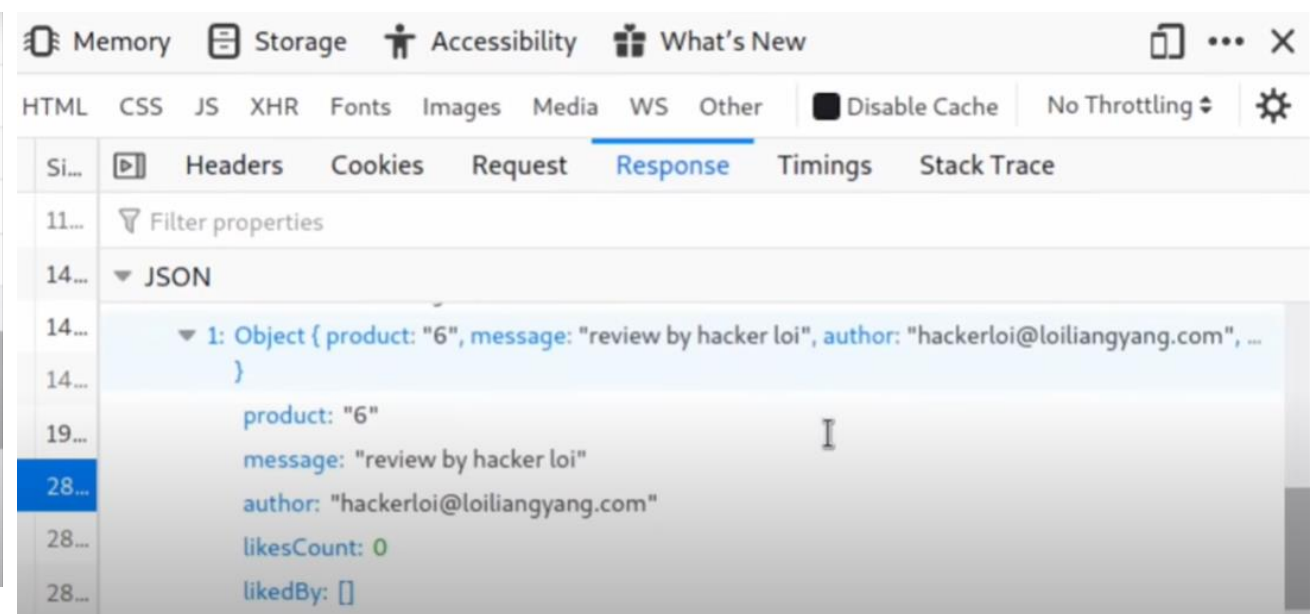 Memory Storage Accessibility What's New
HTML CSS JS XHR Fonts Images Media WS Other Disable Cache No Throttling
Si... Headers Cookies Request Response Timings Stack Trace
11... Filter properties
14... JSON
14... 1: Object { product: "6", message: "review by hacker loi", author: "hackerloi@loiliangyang.com", ...
}
14...
product: "6"
19...
message: "review by hacker loi"
28...
author: "hackerloi@loiliangyang.com"
28... likesCount: 0
28... likedBy: []